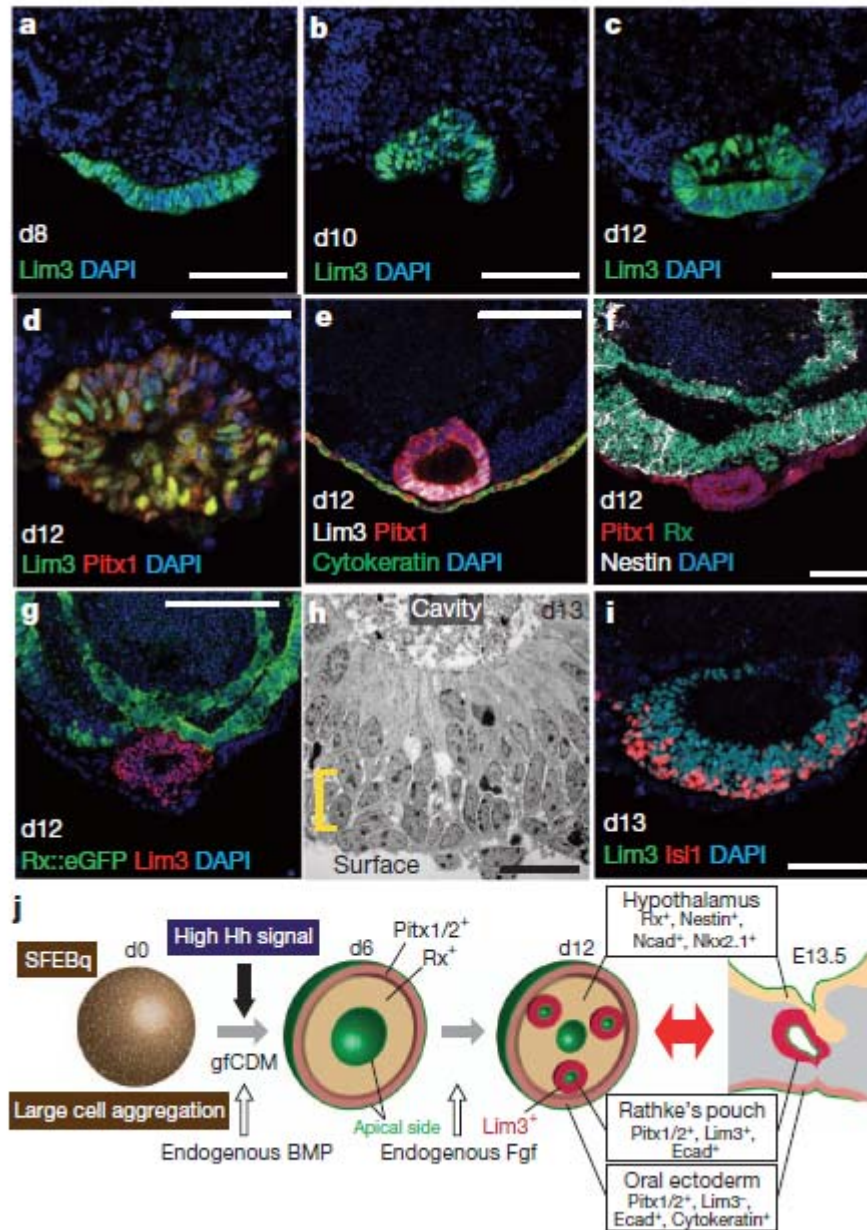 a
d8
Lim3 DAPI
b
d10
Lim3 DAPI
c
d12
Lim3 DAPI
d
d12
Lim3 Pitx1 DAPI
e
d12
Lim3 Pitx1
Cytokeratin DAPI
f
d12
Pitx1 Rx
Nestin DAPI
g
d12
Rx::eGFP Lim3 DAPI
h
Cavity
d13
Surface
i
d13
Lim3 Isl1 DAPI
j
SFEBq
d0
Large cell aggregation
High Hh signal
gfCDM
Endogenous BMP
d6
Pitx1/2⁺
Rx⁺
Apical side
Endogenous Fgf
d12
Lim3⁺
Hypothalamus
Rx⁺, Nestin⁺,
Ncad⁺, Nkx2.1⁺
E13.5
Rathke's pouch
Pitx1/2⁺, Lim3⁺,
Ecad⁺
Oral ectoderm
Pitx1/2⁺, Lim3⁻,
Ecad⁺, Cytokeratin⁺